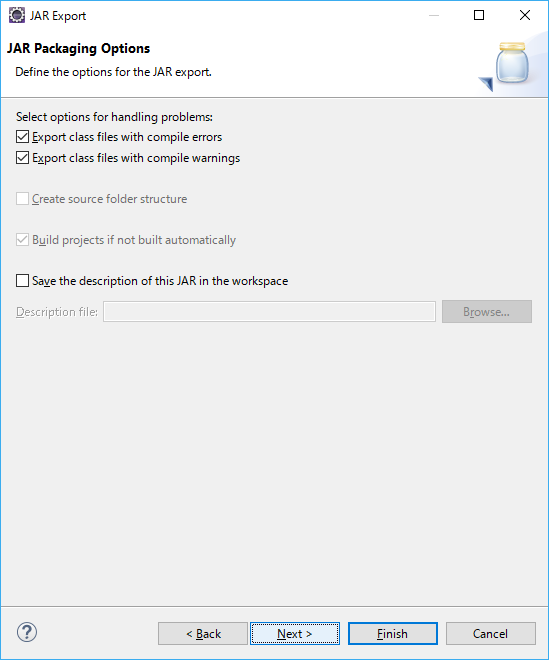 JAR Export
JAR Packaging Options
Define the options for the JAR export.
Select options for handling problems:
Export class files with compile errors
Export class files with compile warnings
Create source folder structure
Build projects if not built automatically
Save the description of this JAR in the workspace
Description file:
Browse...
?
< Back
Next >
Finish
Cancel